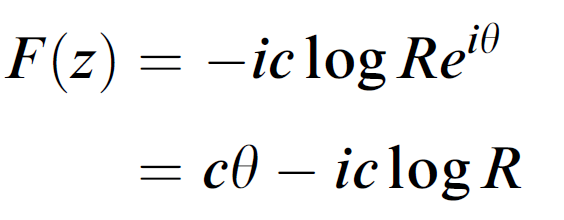 F(z) = −ic log Re^{iθ}
= cθ − ic log R